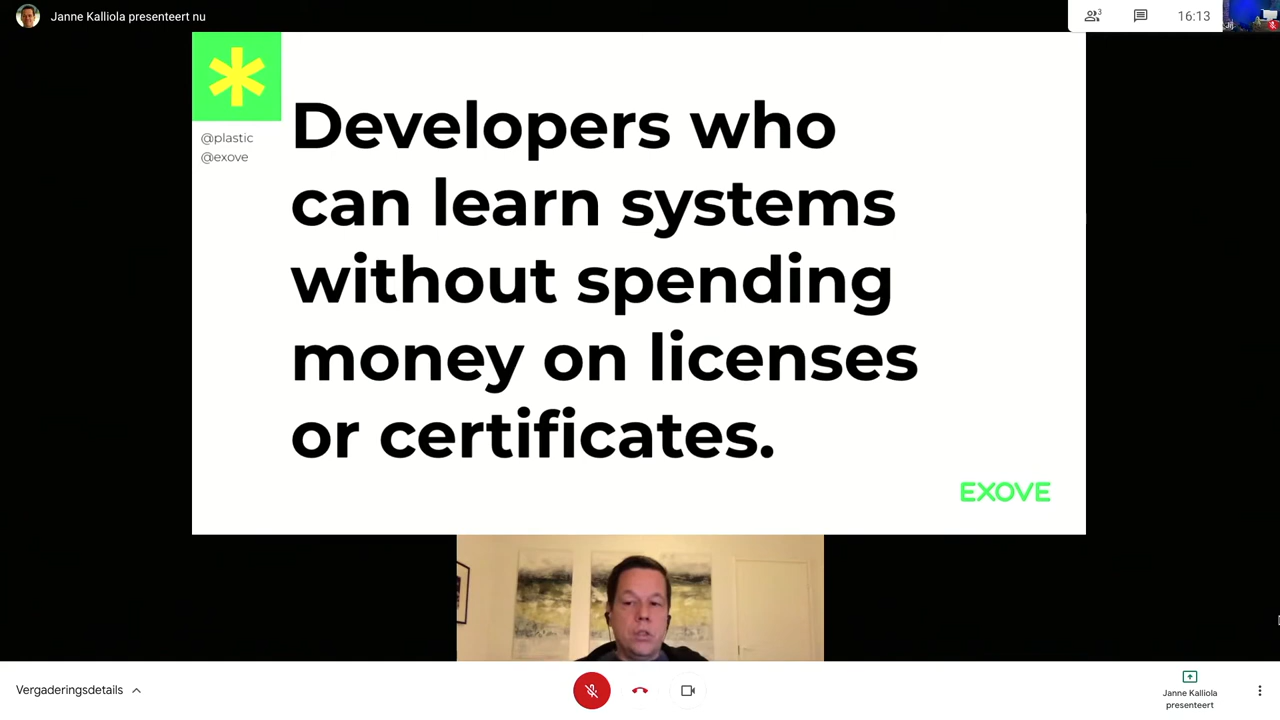 Janne Kalliola presenteert nu
3
16:13
@plastic
@exove
Developers who
can learn systems
without spending
money on licenses
or certificates.
EXOVE
Vergaderingsdetails
Janne Kalliola
presenteert